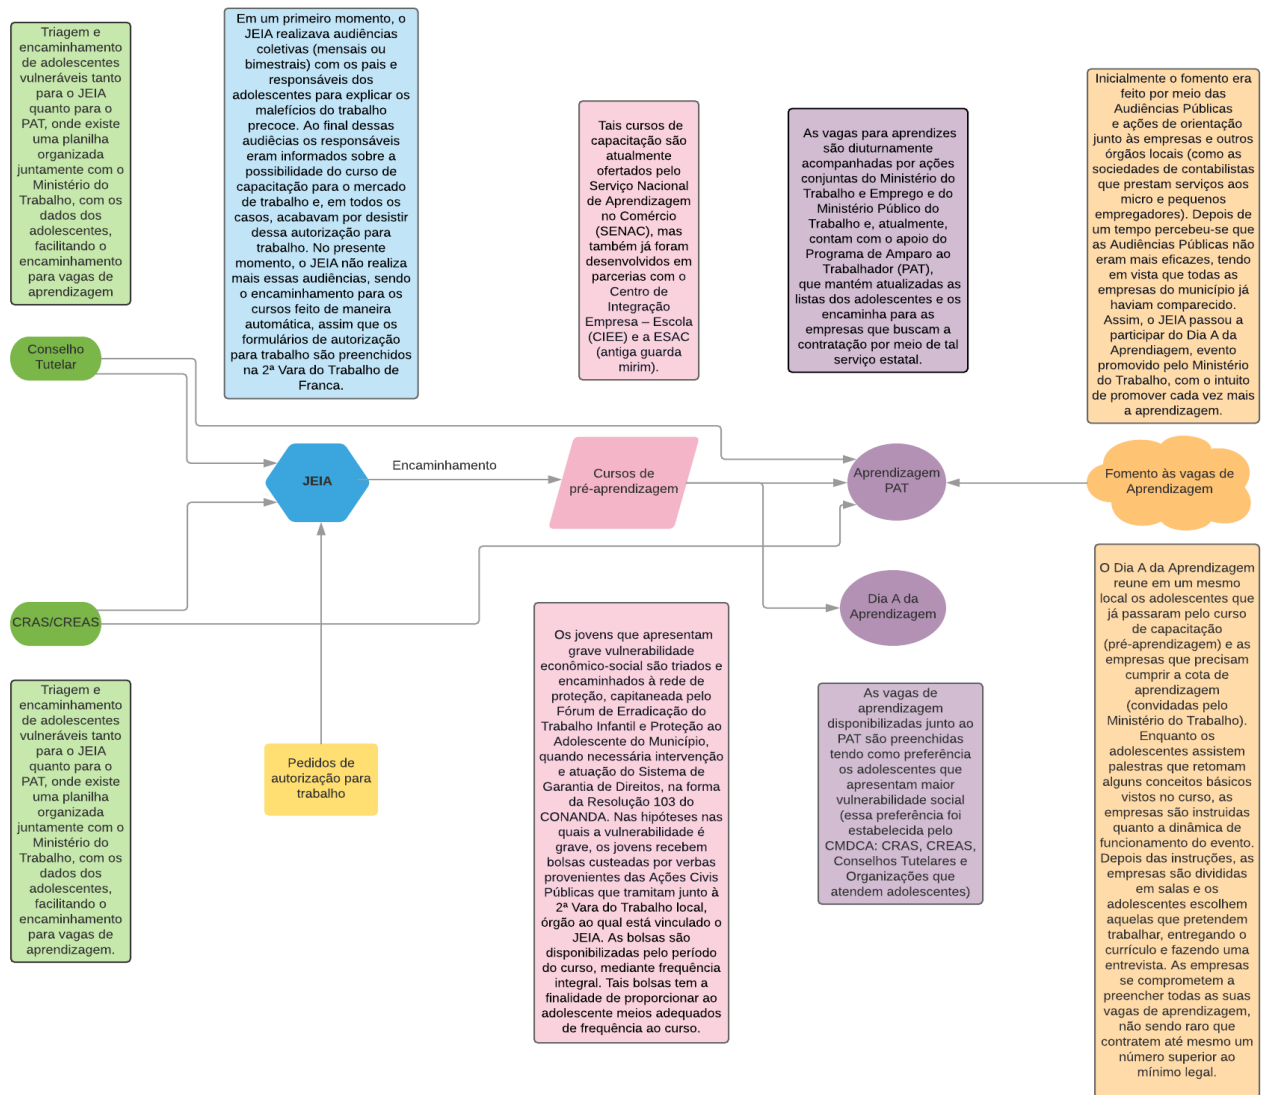 Triagem e
encaminhamento
de adolescentes
vulneráveis tanto
para o JEIA
quanto para o
PAT, onde existe
uma planilha
organizada
juntamente com o
Ministério do
Trabalho, com os
dados dos
adolescentes,
facilitando o
encaminhamento
para vagas de
aprendizagem
Em um primeiro momento, o
JEIA realizava audiências
coletivas (mensais ou
bimestrais) com os pais e
responsáveis dos
adolescentes para explicar os
malefícios do trabalho
precoce. Ao final dessas
audiêcias os responsáveis
eram informados sobre a
possibilidade do curso de
capacitação para o mercado
de trabalho e, em todos os
casos, acabavam por desistir
dessa autorização para
trabalho. No presente
momento, o JEIA não realiza
mais essas audiências, sendo
o encaminhamento para os
cursos feito de maneira
automática, assim que os
formulários de autorização
para trabalho são preenchidos
na 2ª Vara do Trabalho de
Franca.
Tais cursos de
capacitação são
atualmente
ofertados pelo
Serviço Nacional
de Aprendizagem
no Comércio
(SENAC), mas
também já foram
desenvolvidos em
parcerias com o
Centro de
Integração
Empresa – Escola
(CIEE) e a ESAC
(antiga guarda
mirim).
As vagas para aprendizes
são diuturnamente
acompanhadas por ações
conjuntas do Ministério do
Trabalho e Emprego e do
Ministério Público do
Trabalho e, atualmente,
contam com o apoio do
Programa de Amparo ao
Trabalhador (PAT),
que mantém atualizadas as
listas dos adolescentes e os
encaminha para as
empresas que buscam a
contratação por meio de tal
serviço estatal.
Inicialmente o fomento era
feito por meio das
Audiências Públicas
e ações de orientação
junto às empresas e outros
órgãos locais (como as
sociedades de contabilistas
que prestam serviços aos
micro e pequenos
empregadores). Depois de
um tempo percebeu-se que
as Audiências Públicas não
eram mais eficazes, tendo
em vista que todas as
empresas do município já
haviam comparecido.
Assim, o JEIA passou a
participar do Dia A da
Aprendiagem, evento
promovido pelo Ministério
do Trabalho, com o intuito
de promover cada vez mais
a aprendizagem.
Conselho
Tutelar
JEIA
Encaminhamento
Cursos de
pré-aprendizagem
Aprendizagem
PAT
Fomento às vagas de
Aprendizagem
CRAS/CREAS
Dia A da
Aprendizagem
Triagem e
encaminhamento
de adolescentes
vulneráveis tanto
para o JEIA
quanto para o
PAT, onde existe
uma planilha
organizada
juntamente com o
Ministério do
Trabalho, com os
dados dos
adolescentes,
facilitando o
encaminhamento
para vagas de
aprendizagem.
Pedidos de
autorização para
trabalho
Os jovens que apresentam
grave vulnerabilidade
econômico-social são triados e
encaminhados à rede de
proteção, capitaneada pelo
Fórum de Erradicação do
Trabalho Infantil e Proteção ao
Adolescente do Município,
quando necessária intervenção
e atuação do Sistema de
Garantia de Direitos, na forma
da Resolução 103 do
CONANDA. Nas hipóteses nas
quais a vulnerabilidade é
grave, os jovens recebem
bolsas custeadas por verbas
provenientes das Ações Civis
Públicas que tramitam junto à
2ª Vara do Trabalho local,
órgão ao qual está vinculado o
JEIA. As bolsas são
disponibilizadas pelo período
do curso, mediante frequência
integral. Tais bolsas tem a
finalidade de proporcionar ao
adolescente meios adequados
de frequência ao curso.
As vagas de
aprendizagem
disponibilizadas junto ao
PAT são preenchidas
tendo como preferência
os adolescentes que
apresentam maior
vulnerabilidade social
(essa preferência foi
estabelecida pelo
CMDCA: CRAS, CREAS,
Conselhos Tutelares e
Organizações que
atendem adolescentes)
O Dia A da Aprendizagem
reune em um mesmo
local os adolescentes que
já passaram pelo curso
de capacitação
(pré-aprendizagem) e as
empresas que precisam
cumprir a cota de
aprendizagem
(convidadas pelo
Ministério do Trabalho).
Enquanto os
adolescentes assistem
palestras que retomam
alguns conceitos básicos
vistos no curso, as
empresas são instruidas
quanto a dinâmica de
funcionamento do evento.
Depois das instruções, as
empresas são divididas
em salas e os
adolescentes escolhem
aquelas que pretendem
trabalhar, entregando o
currículo e fazendo uma
entrevista. As empresas
se comprometem a
preencher todas as suas
vagas de aprendizagem,
não sendo raro que
contratem até mesmo um
número superior ao
mínimo legal.